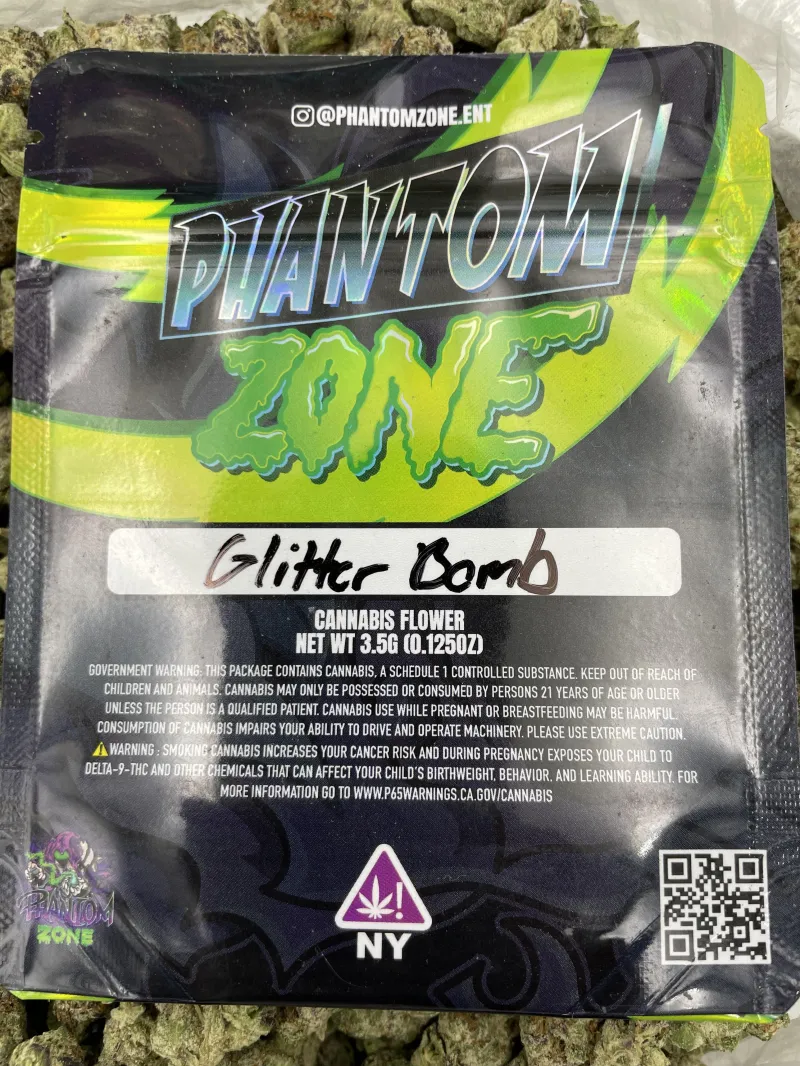 @PHANTOMZONE.ENT
PHANTOM
ZONE
Glitter Bomb
CANNABIS FLOWER
NET WT 3.5G (0.125OZ)
GOVERNMENT WARNING: THIS PACKAGE CONTAINS CANNABIS, A SCHEDULE 1 CONTROLLED SUBSTANCE. KEEP OUT OF REACH OF
CHILDREN AND ANIMALS. CANNABIS MAY ONLY BE POSSESSED OR CONSUMED BY PERSONS 21 YEARS OF AGE OR OLDER
UNLESS THE PERSON IS A QUALIFIED PATIENT. CANNABIS USE WHILE PREGNANT OR BREASTFEEDING MAY BE HARMFUL.
CONSUMPTION OF CANNABIS IMPAIRS YOUR ABILITY TO DRIVE AND OPERATE MACHINERY. PLEASE USE EXTREME CAUTION.
⚠WARNING : SMOKING CANNABIS INCREASES YOUR CANCER RISK AND DURING PREGNANCY EXPOSES YOUR CHILD TO
DELTA-9-THC AND OTHER CHEMICALS THAT CAN AFFECT YOUR CHILD'S BIRTHWEIGHT, BEHAVIOR, AND LEARNING ABILITY. FOR
MORE INFORMATION GO TO WWW.P65WARNINGS.CA.GOV/CANNABIS
PHANTOM
ZONE
!
NY